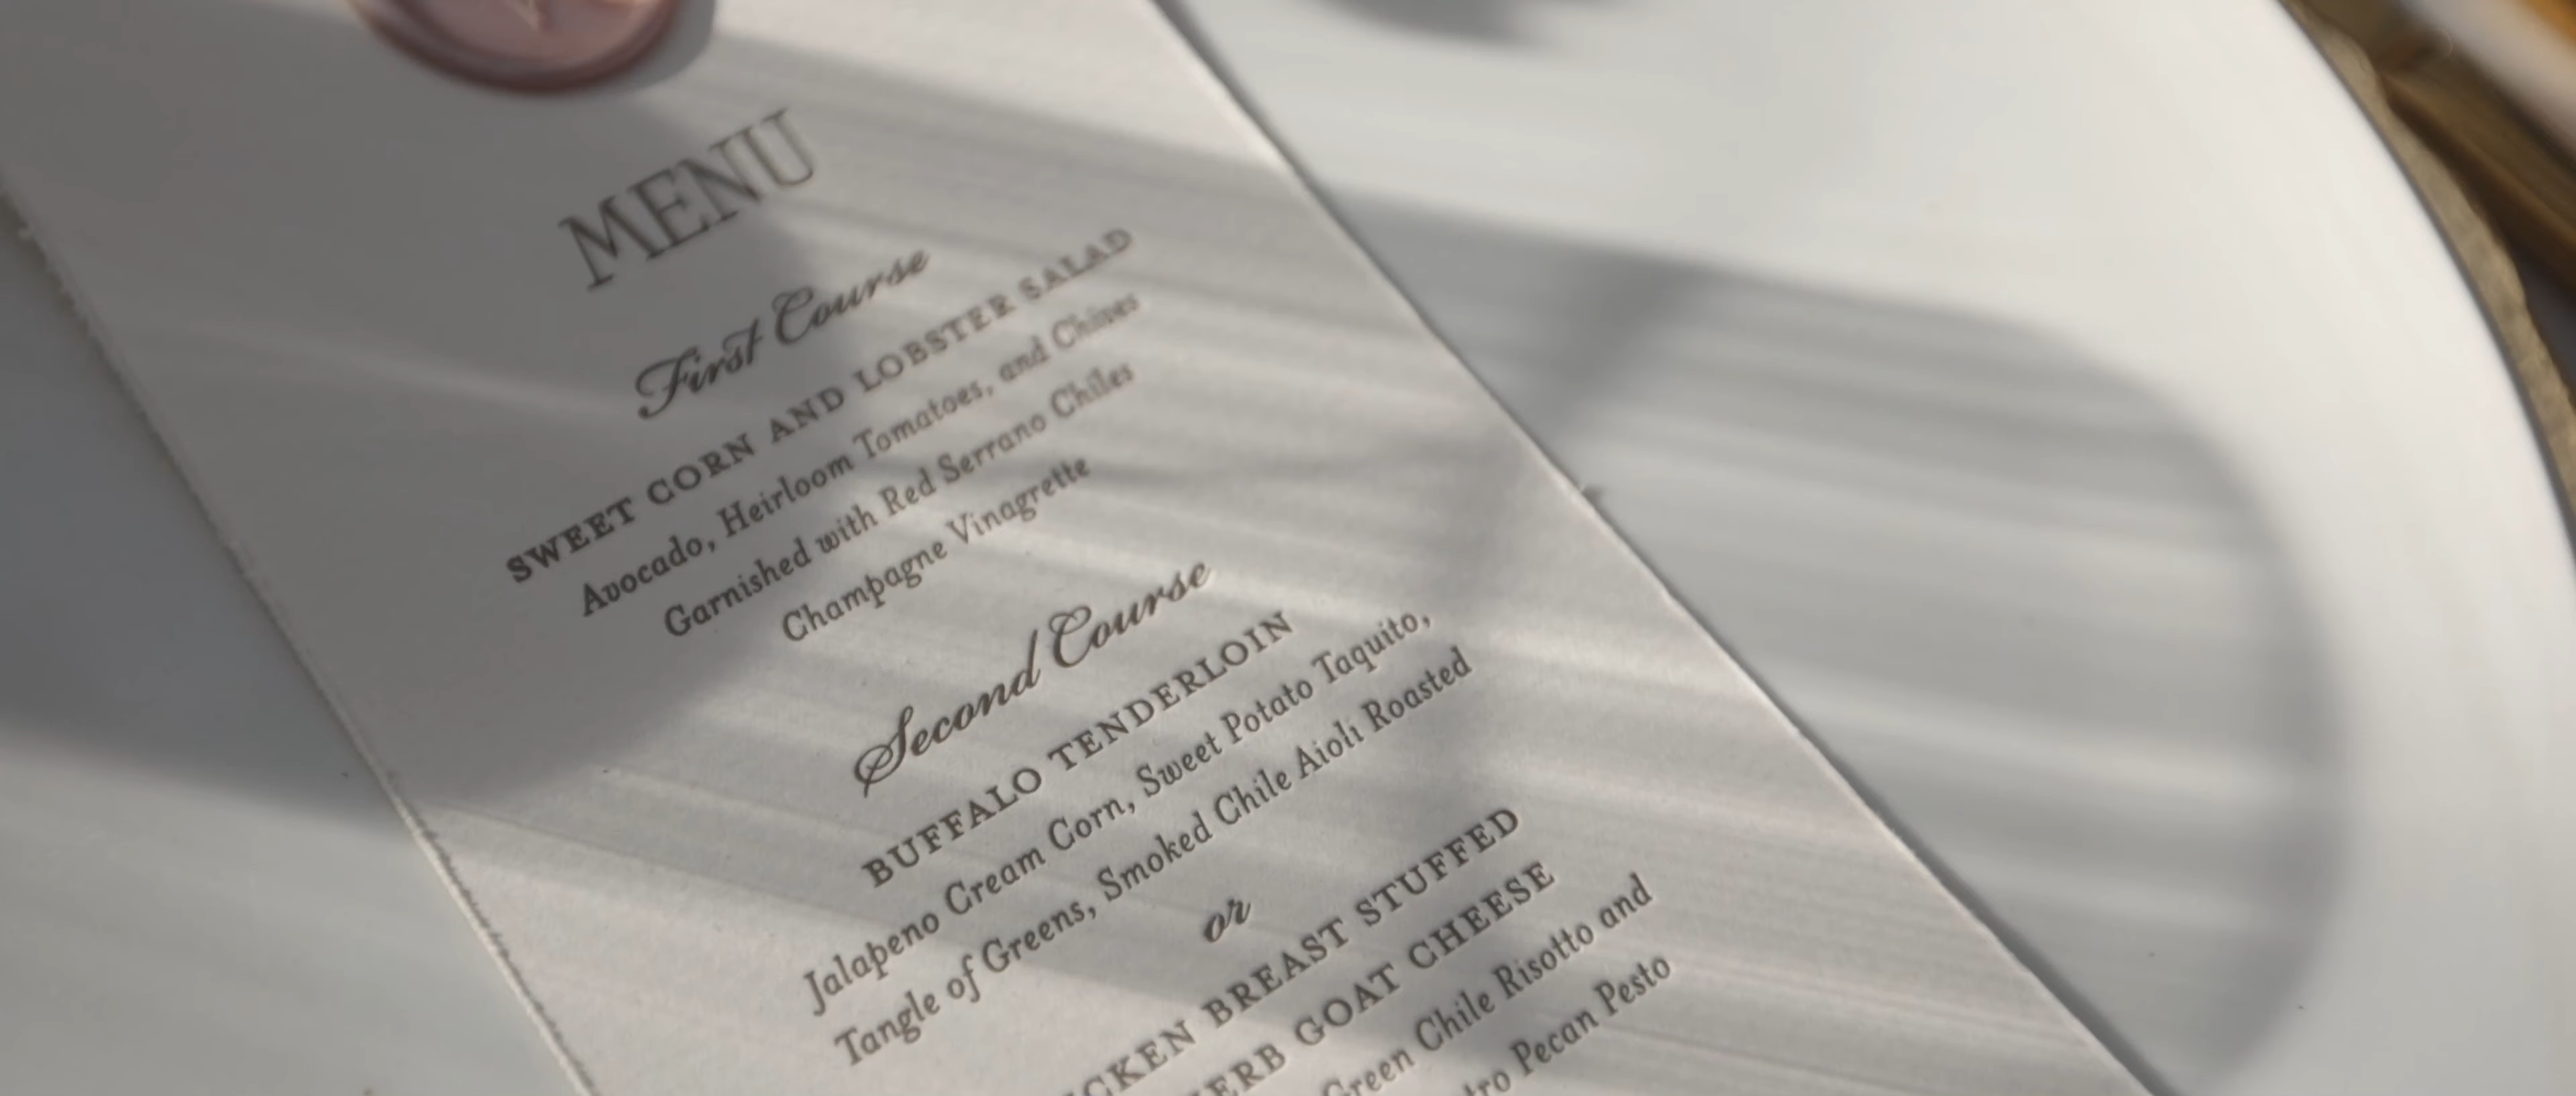 MENU
First Course
SWEET CORN AND LOBSTER SALAD
Avocado, Heirloom Tomatoes, and Chives
Garnished with Red Serrano Chiles
Champagne Vinagrette
Second Course
BUFFALO TENDERLOIN
Jalapeno Cream Corn, Sweet Potato Taquito,
Tangle of Greens, Smoked Chile Aioli Roasted
or
BREAST STUFFED
GOAT CHEESE
Green Chile Risotto and
Pecan Pesto